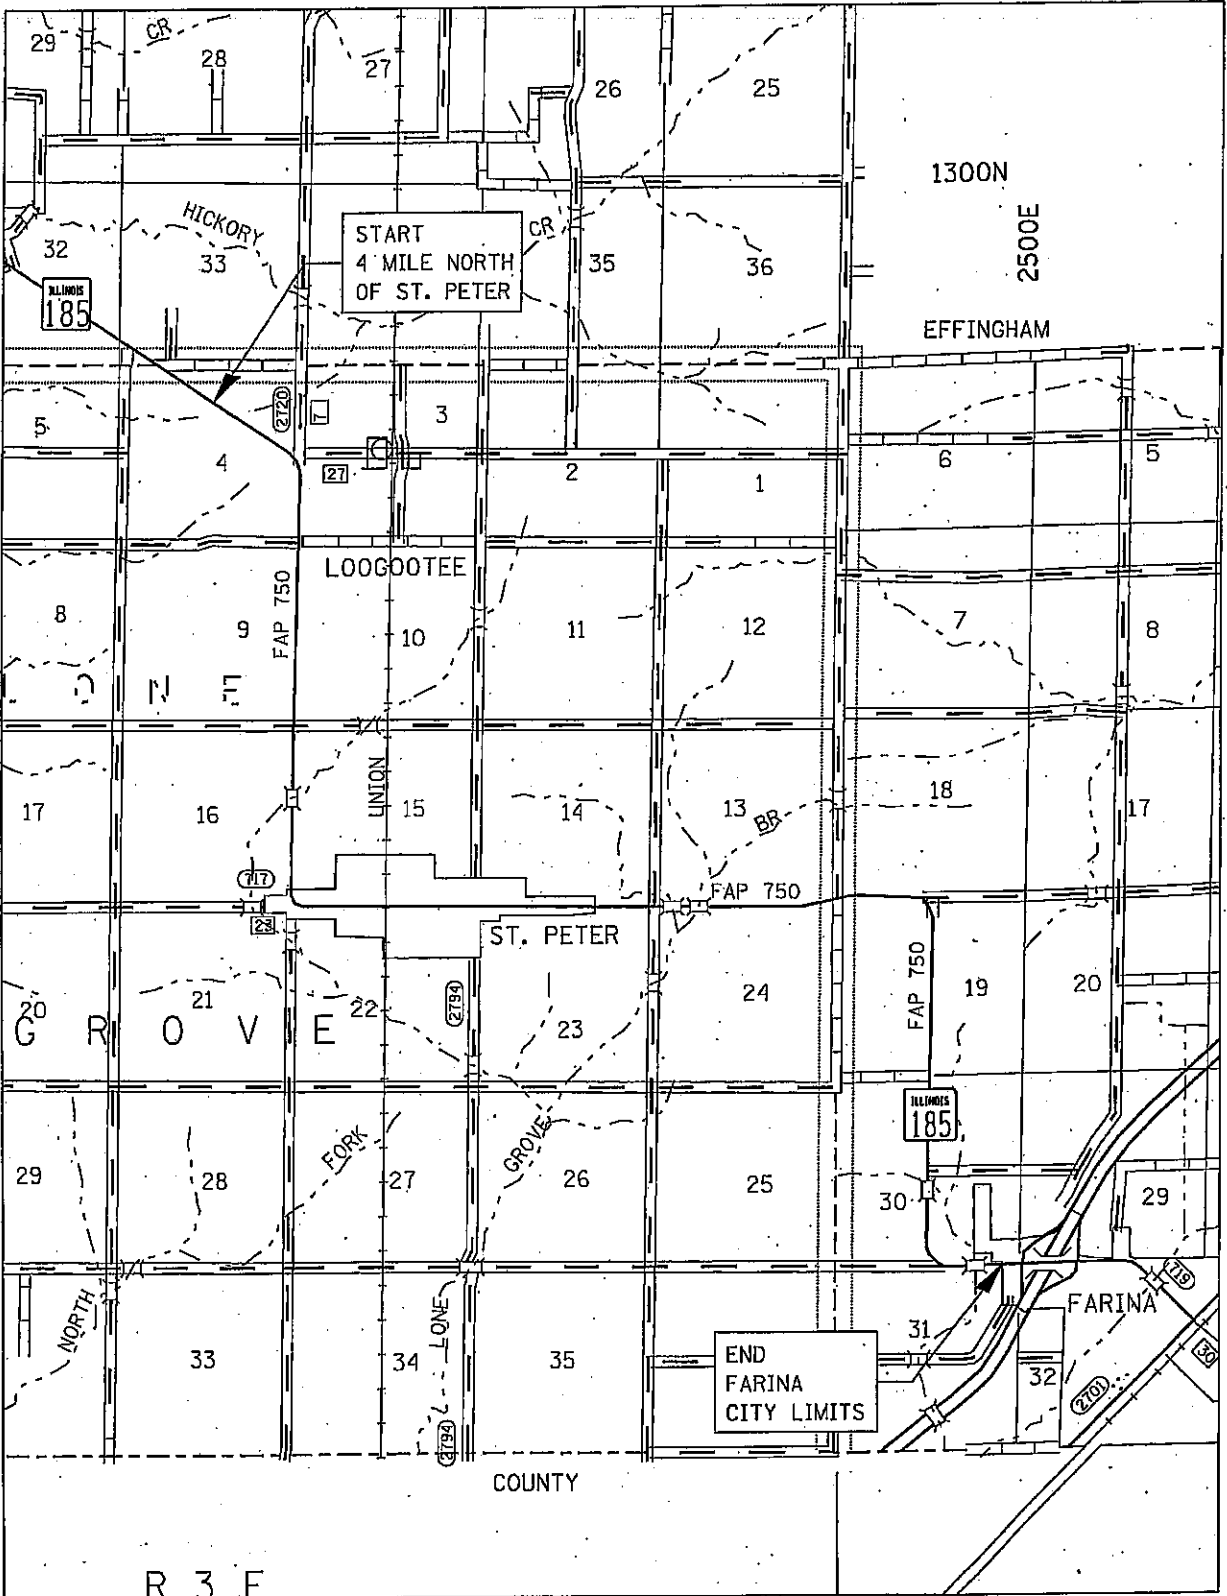 29
CR
28
27
26
25
1300N
HICKORY
2500E
START
4 MILE NORTH
OF ST. PETER
CR
32
33
35
36
ILLINOIS
185
EFFINGHAM
2720
7
3
5
4
27
2
1
6
5
LOOGOOTEE
FAP 750
8
9
10
11
12
7
8
L O N E
UNION
17
16
15
14
13
BR
18
17
717
FAP 750
23
ST. PETER
FAP 750
20
21
22
2794
23
24
19
20
G R O V E
ILLINOIS
185
FORK
GROVE
29
28
27
26
25
30
29
719
FARINA
NORTH
LONE
33
34
35
31
END
FARINA
CITY LIMITS
32
30
2701
2794
COUNTY
R 3 E